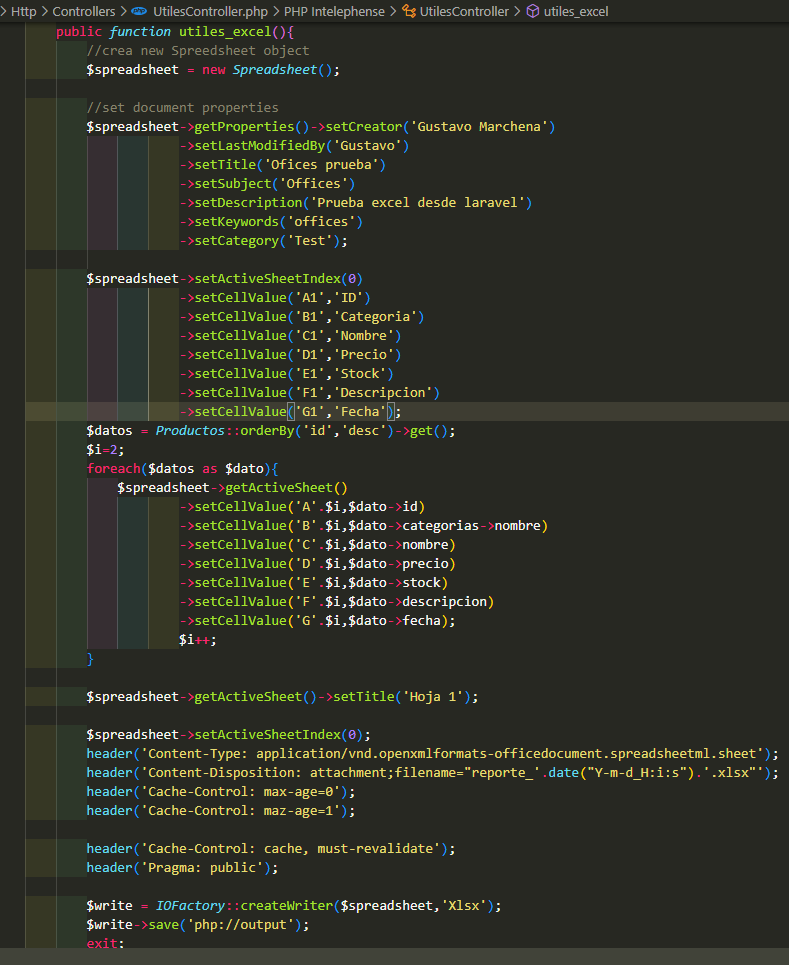 > Http > Controllers > php UtilesController.php > PHP Intelephense > UtilesController > utiles_excel
public function utiles_excel(){
//crea new Spreedsheet object
$spreadsheet = new Spreadsheet();
//set document properties
$spreadsheet->getProperties()->setCreator('Gustavo Marchena')
->setLastModifiedBy('Gustavo')
->setTitle('Ofices prueba')
->setSubject('Offices')
->setDescription('Prueba excel desde laravel')
->setKeywords('offices')
->setCategory('Test');
$spreadsheet->setActiveSheetIndex(0)
->setCellValue('A1','ID')
->setCellValue('B1','Categoria')
->setCellValue('C1','Nombre')
->setCellValue('D1','Precio')
->setCellValue('E1','Stock')
->setCellValue('F1','Descripcion')
->setCellValue('G1','Fecha');
$datos = Productos::orderBy('id','desc')->get();
$i=2;
foreach($datos as $dato){
$spreadsheet->getActiveSheet()
->setCellValue('A'.$i,$dato->id)
->setCellValue('B'.$i,$dato->categorias->nombre)
->setCellValue('C'.$i,$dato->nombre)
->setCellValue('D'.$i,$dato->precio)
->setCellValue('E'.$i,$dato->stock)
->setCellValue('F'.$i,$dato->descripcion)
->setCellValue('G'.$i,$dato->fecha);
$i++;
}
$spreadsheet->getActiveSheet()->setTitle('Hoja 1');
$spreadsheet->setActiveSheetIndex(0);
header('Content-Type: application/vnd.openxmlformats-officedocument.spreadsheetml.sheet');
header('Content-Disposition: attachment;filename="reporte_'.date("Y-m-d_H:i:s").'.xlsx"');
header('Cache-Control: max-age=0');
header('Cache-Control: maz-age=1');
header('Cache-Control: cache, must-revalidate');
header('Pragma: public');
$write = IOFactory::createWriter($spreadsheet,'Xlsx');
$write->save('php://output');
exit;